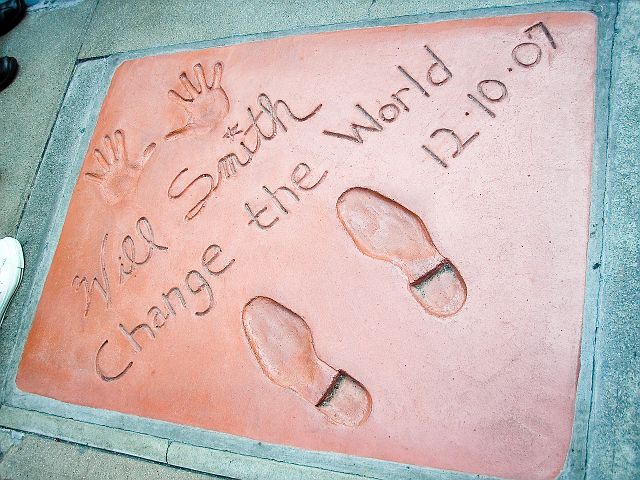 Will Smith
Change the World
12.10.07